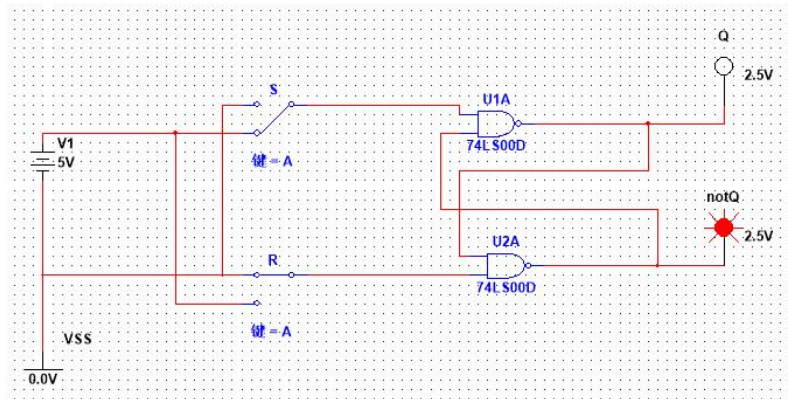 Q
2.5V
S
U1A
V1
5V
74LS00D
键 = A
notQ
2.5V
U2A
R
74LS00D
键 = A
VSS
0.0V